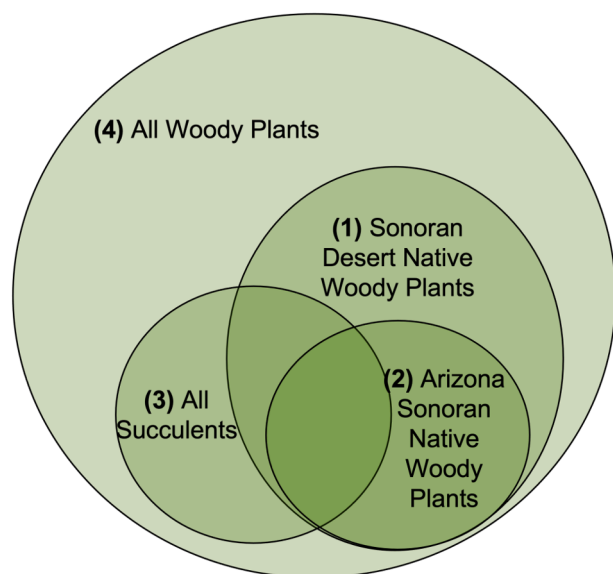 (4) All Woody Plants
(1) Sonoran
Desert Native
Woody Plants
(3) All
Succulents
(2) Arizona
Sonoran
Native
Woody
Plants